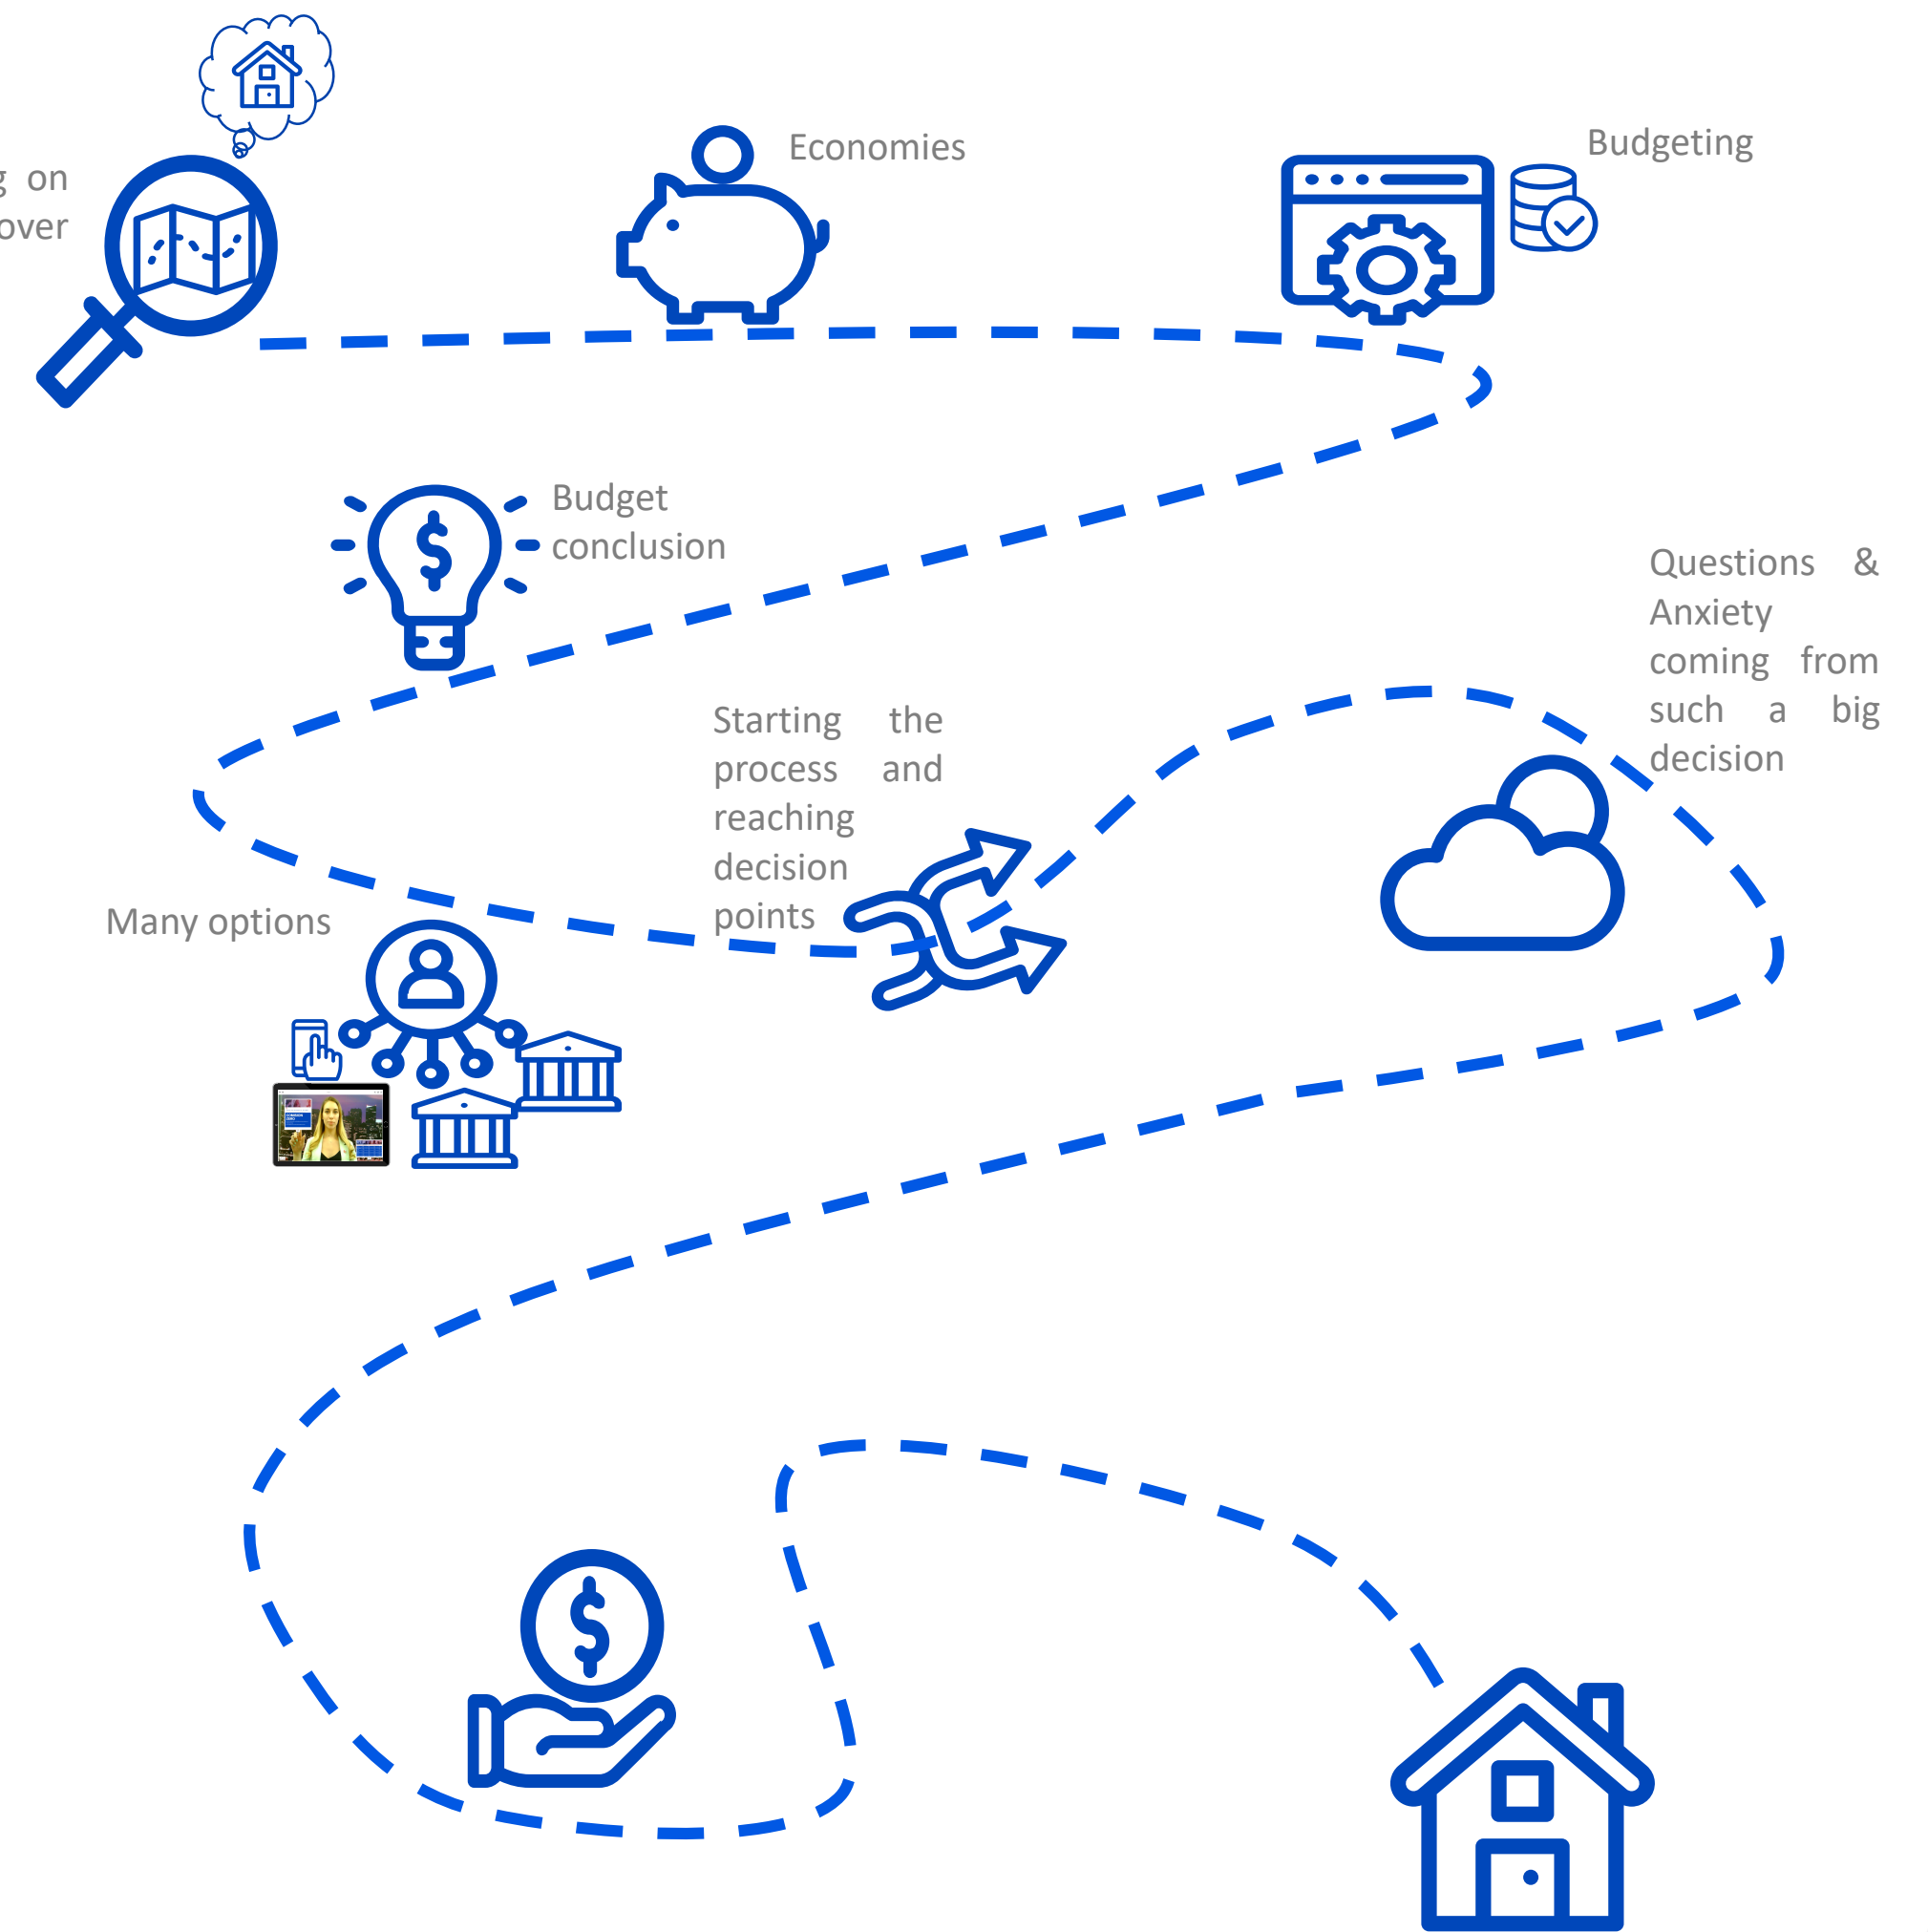 on
over
Economies
Budgeting
Budget
conclusion
Questions &
Anxiety
coming from
such a big
decision
Starting the
process and
reaching
decision
points
Many options